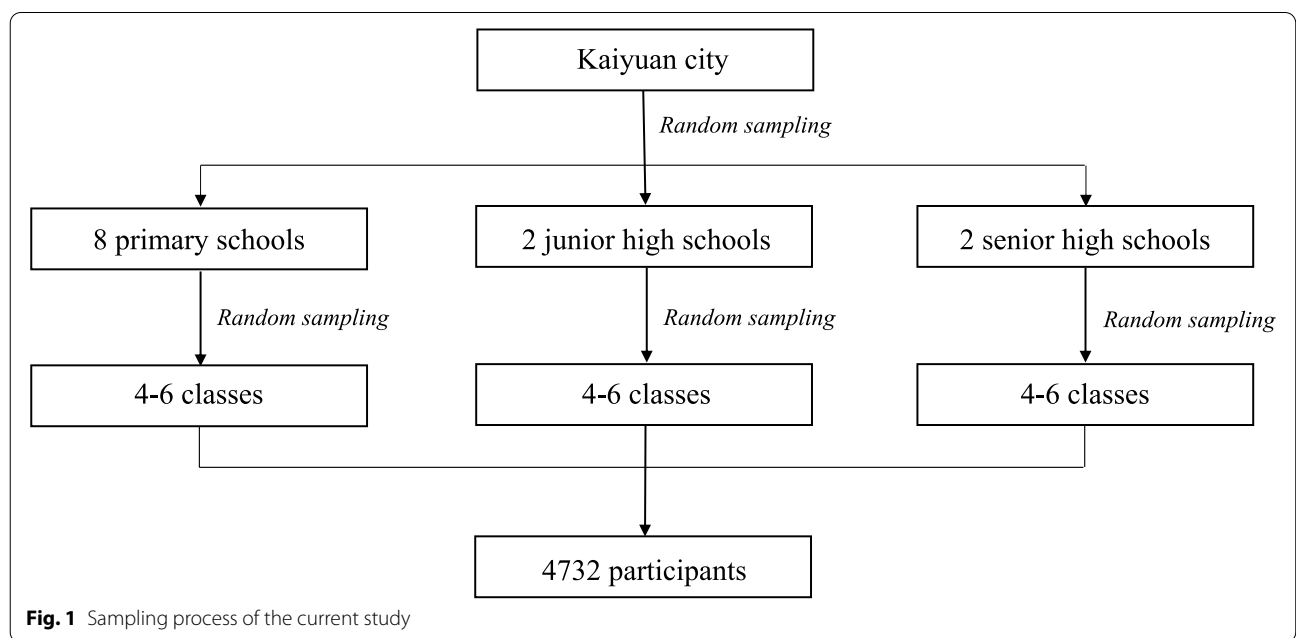 Kaiyuan city
Random sampling
8 primary schools
2 junior high schools
2 senior high schools
Random sampling
Random sampling
Random sampling
4-6 classes
4-6 classes
4-6 classes
4732 participants
Fig. 1 Sampling process of the current study